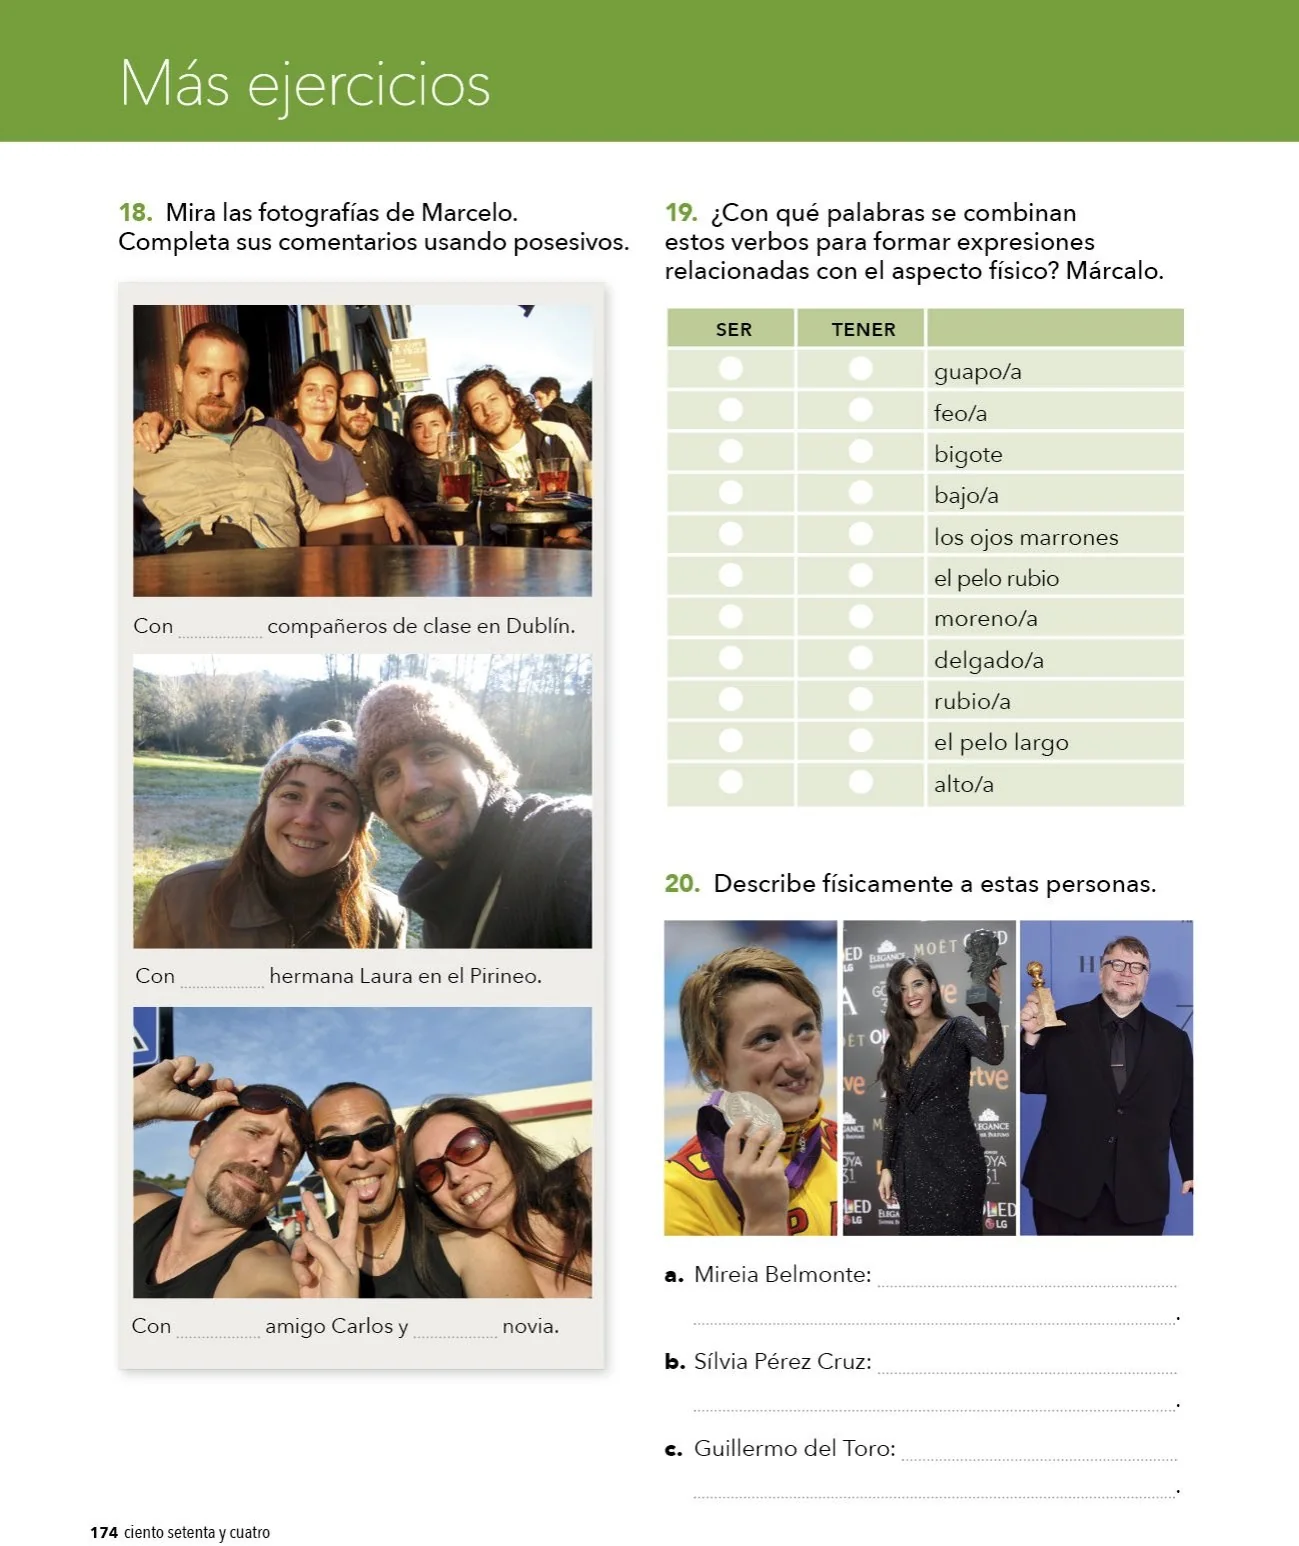 Más ejercicios
18. Mira las fotografías de Marcelo.
Completa sus comentarios usando posesivos.
Con compañeros de clase en Dublín.
Con hermana Laura en el Pirineo.
Con amigo Carlos y novia.
19. ¿Con qué palabras se combinan
estos verbos para formar expresiones
relacionadas con el aspecto físico? Márcalo.
SER TENER
guapo/a
feo/a
bigote
bajo/a
los ojos marrones
el pelo rubio
moreno/a
delgado/a
rubio/a
el pelo largo
alto/a
20. Describe físicamente a estas personas.
MOËT
ELEGANCE
rtve
LG
a. Mireia Belmonte:
.
b. Sílvia Pérez Cruz:
.
c. Guillermo del Toro:
.
174 ciento setenta y cuatro